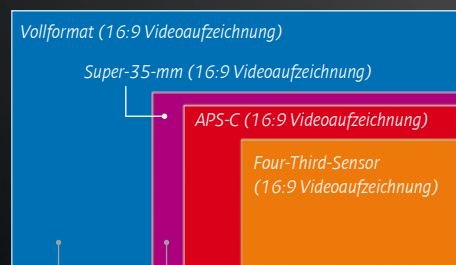 Vollformat (16:9 Videoaufzeichnung)
Super-35-mm (16:9 Videoaufzeichnung)
APS-C (16:9 Videoaufzeichnung)
Four-Third-Sensor
(16:9 Videoaufzeichnung)